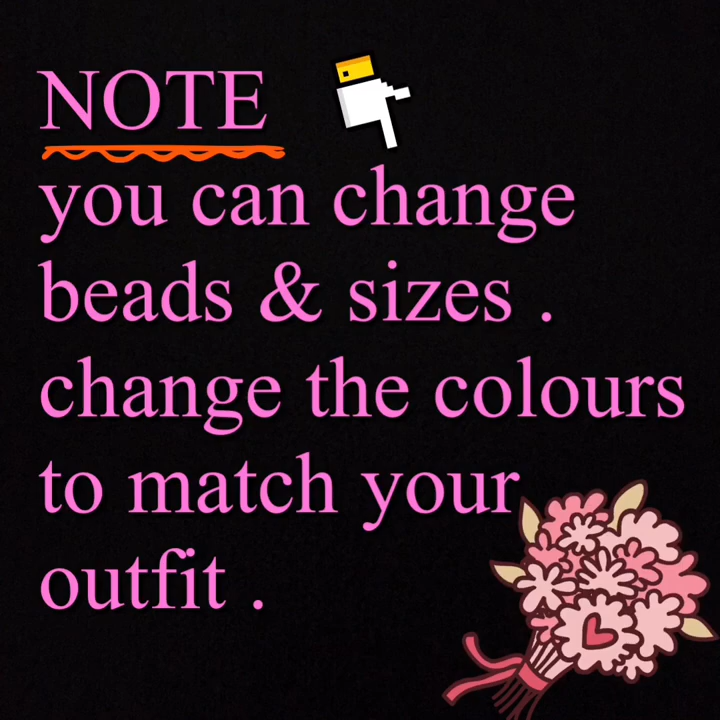 NOTE
you can change
beads & sizes .
change the colours
to match your
outfit .